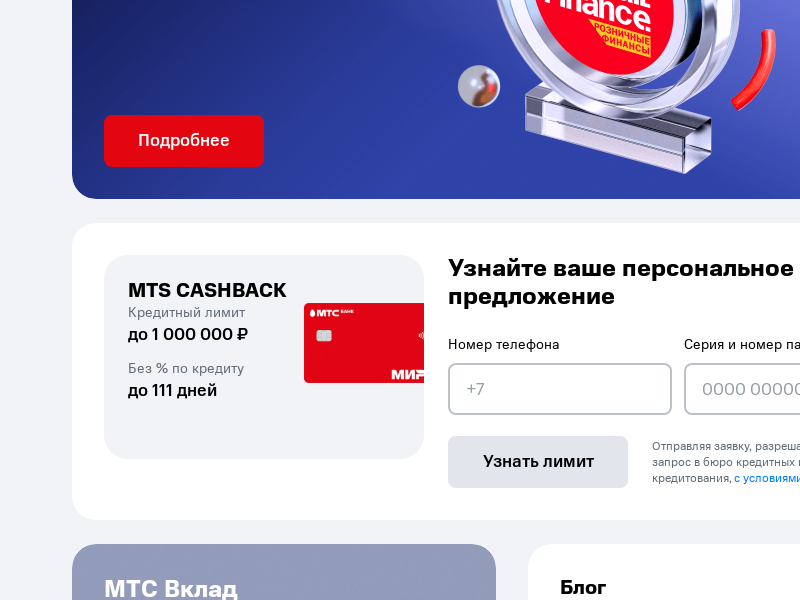 Finance.
РОЗНИЧНЫЕ
ФИНАНСЫ
Подробнее
MTS CASHBACK
Кредитный лимит
до 1 000 000 ₽
Без % по кредиту
до 111 дней
МТС БАНК
МИР
Узнайте ваше персональное
предложение
Номер телефона
+7
Серия и номер па
0000 00000
Узнать лимит
Отправляя заявку, разреша
запрос в бюро кредитных
кредитования, с условиями
МТС Вклад
Блог